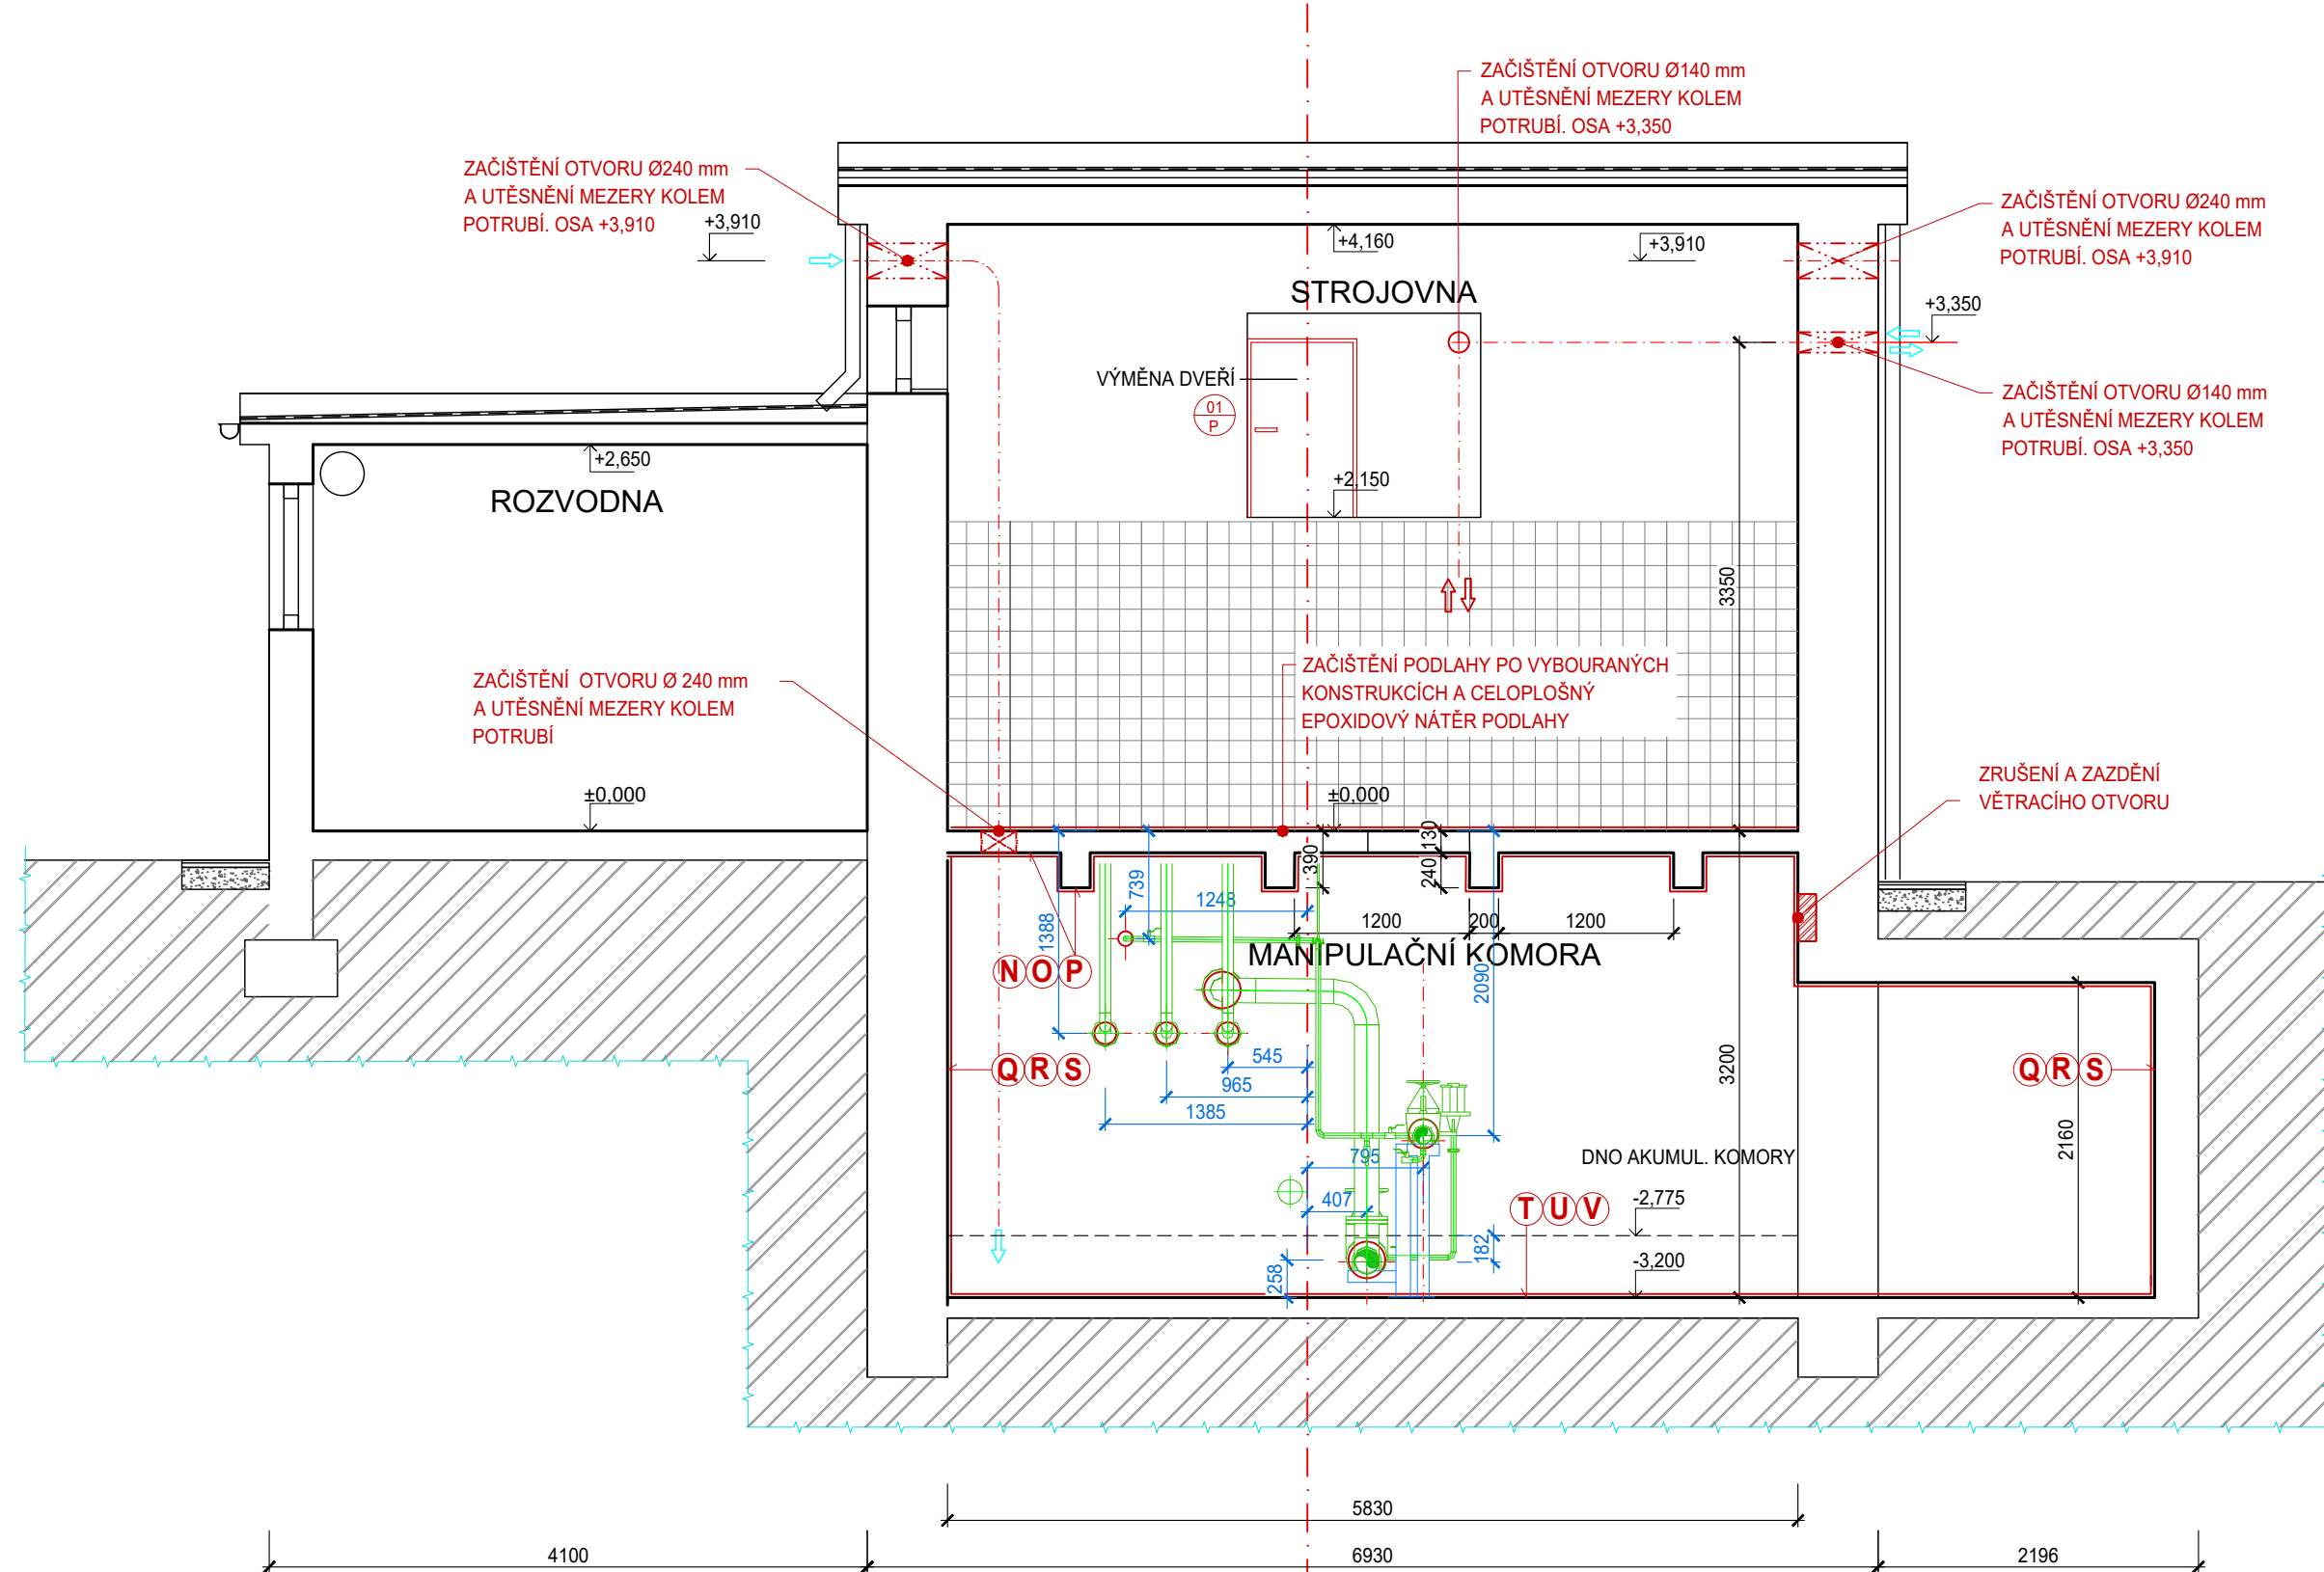 ZAČIŠTĚNÍ OTVORU Ø140 mm
A UTĚSNĚNÍ MEZERY KOLEM
POTRUBÍ. OSA +3,350
ZAČIŠTĚNÍ OTVORU Ø240 mm
A UTĚSNĚNÍ MEZERY KOLEM
POTRUBÍ. OSA +3,910
+3,910
+4,160
+3,910
ZAČIŠTĚNÍ OTVORU Ø240 mm
A UTĚSNĚNÍ MEZERY KOLEM
POTRUBÍ. OSA +3,910
STROJOVNA
+3,350
VÝMĚNA DVEŘÍ
01
P
ZAČIŠTĚNÍ OTVORU Ø140 mm
A UTĚSNĚNÍ MEZERY KOLEM
POTRUBÍ. OSA +3,350
+2,650
ROZVODNA
+2,150
3350
ZAČIŠTĚNÍ  OTVORU Ø 240 mm
A UTĚSNĚNÍ MEZERY KOLEM
POTRUBÍ
ZAČIŠTĚNÍ PODLAHY PO VYBOURANÝCH
KONSTRUKCÍCH A CELOPLOŠNÝ
EPOXIDOVÝ NÁTĚR PODLAHY
ZRUŠENÍ A ZAZDĚNÍ
VĚTRACÍHO OTVORU
±0,000
±0,000
130
390
240
739
1248
1388
1200
200
1200
MANIPULAČNÍ KOMORA
N O P
2090
545
965
1385
Q R S
3200
Q R S
2160
795
DNO AKUMUL. KOMORY
407
T U V
-2,775
182
258
-3,200
5830
4100
6930
2196